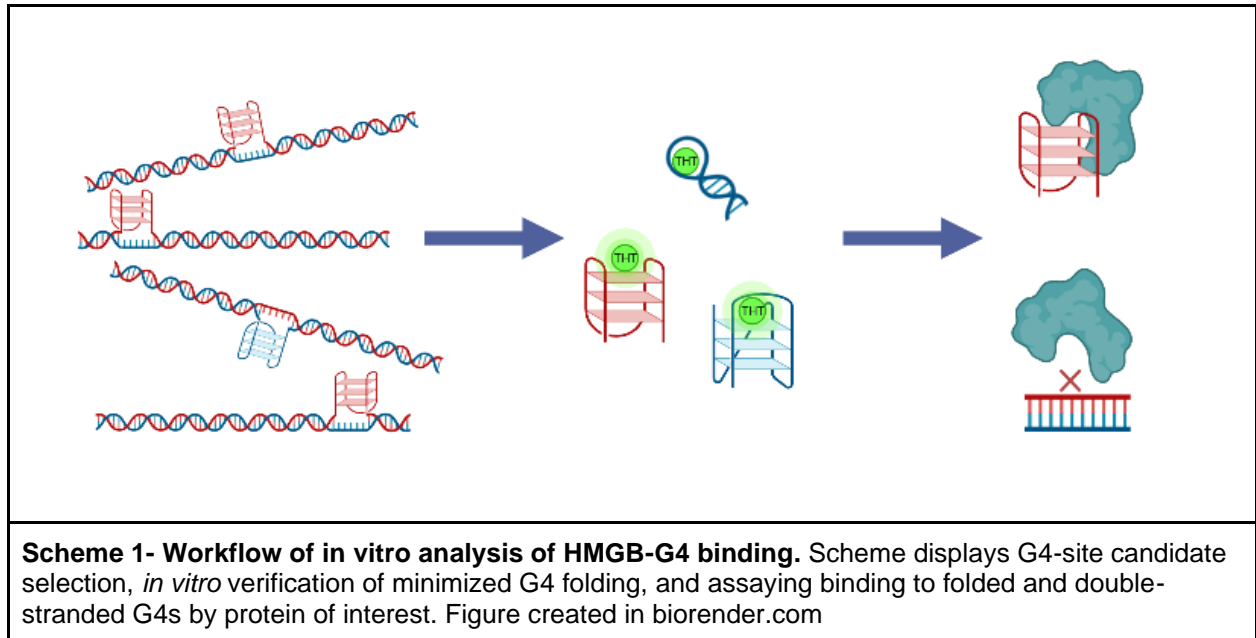 THT
THT
THT
Scheme 1- Workflow of in vitro analysis of HMGB-G4 binding. Scheme displays G4-site candidate
selection, in vitro verification of minimized G4 folding, and assaying binding to folded and double-
stranded G4s by protein of interest. Figure created in biorender.com